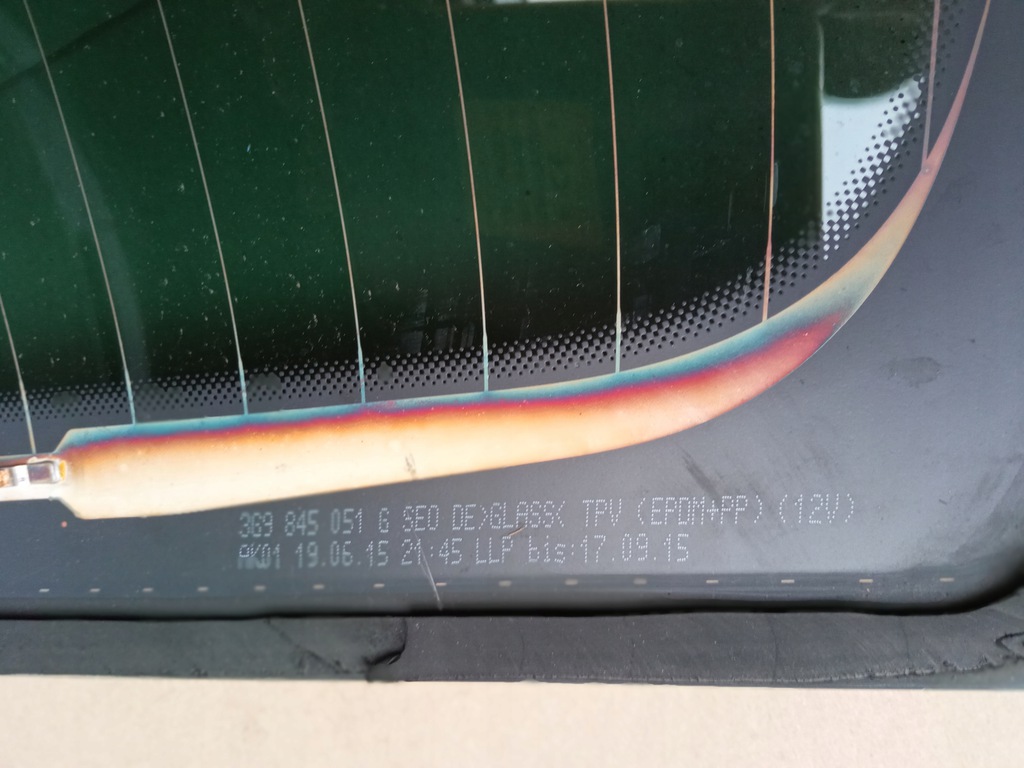 3G9 845 051 G SEO DE>GLASS< TPV (EPDM+PP) (12V)
AK01 19.06.15 21:45 LLP bis:17.09.15